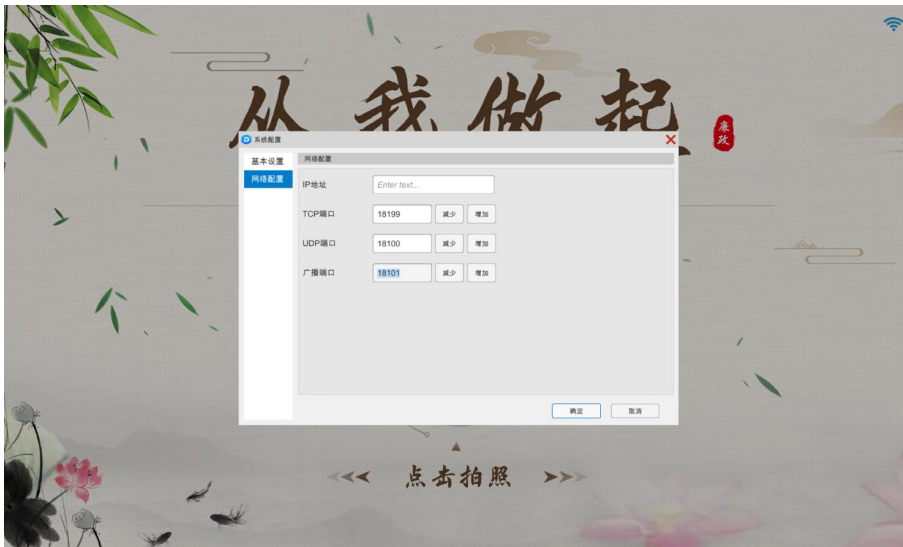 从我做起
廉
政
系统配置
基本设置
网络配置
网络配置
IP地址
Enter text...
TCP端口
18199
减少
增加
UDP端口
18100
减少
增加
广播端口
18101
减少
增加
确定
取消
点击拍照